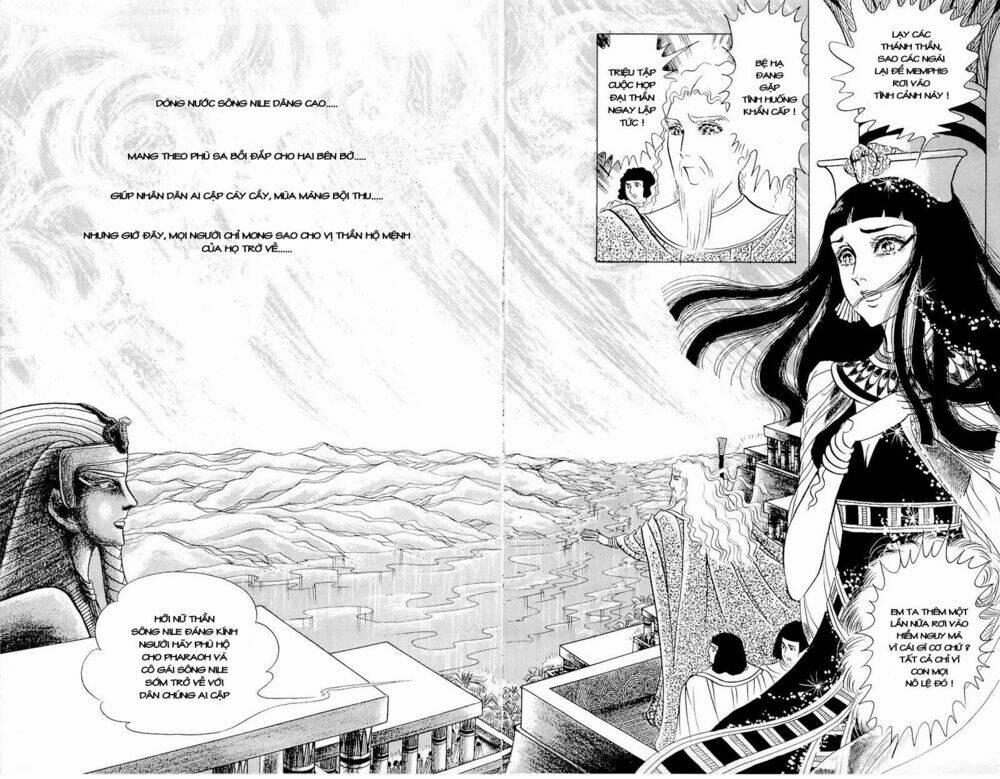 LẠY CÁC
THÁNH THẦN,
SAO CÁC NGÀI
LẠI ĐỂ MEMPHIS
RƠI VÀO
TÌNH CẢNH NÀY !
BỆ HẠ
ĐANG
GẶP
TÌNH HUỐNG
KHẨN CẤP !
TRIỆU TẬP
CUỘC HỌP
ĐẠI THẦN
NGAY LẬP
TỨC !
EM TA THÊM MỘT
LẦN NỮA RƠI VÀO
HIỂM NGUY MÀ
VÌ CÁI GÌ CƠ CHỨ ?
TẤT CẢ CHỈ VÌ
CON MỌI
NÔ LỆ ĐÓ !
DÒNG NƯỚC SÔNG NILE DÂNG CAO.....
MANG THEO PHÙ SA BỒI ĐẮP CHO HAI BÊN BỜ.....
GIÚP NHÂN DÂN AI CẬP CÀY CẤY, MÙA MÀNG BỘI THU.....
NHƯNG GIỜ ĐÂY, MỌI NGƯỜI CHỈ MONG SAO CHO VỊ THẦN HỘ MỆNH
CỦA HỌ TRỞ VỀ......
HỠI NỮ THẦN
SÔNG NILE ĐÁNG KÍNH
NGƯỜI HÃY PHÙ HỘ
CHO PHARAOH VÀ
CÔ GÁI SÔNG NILE
SỚM TRỞ VỀ VỚI
DÂN CHÚNG AI CẬP